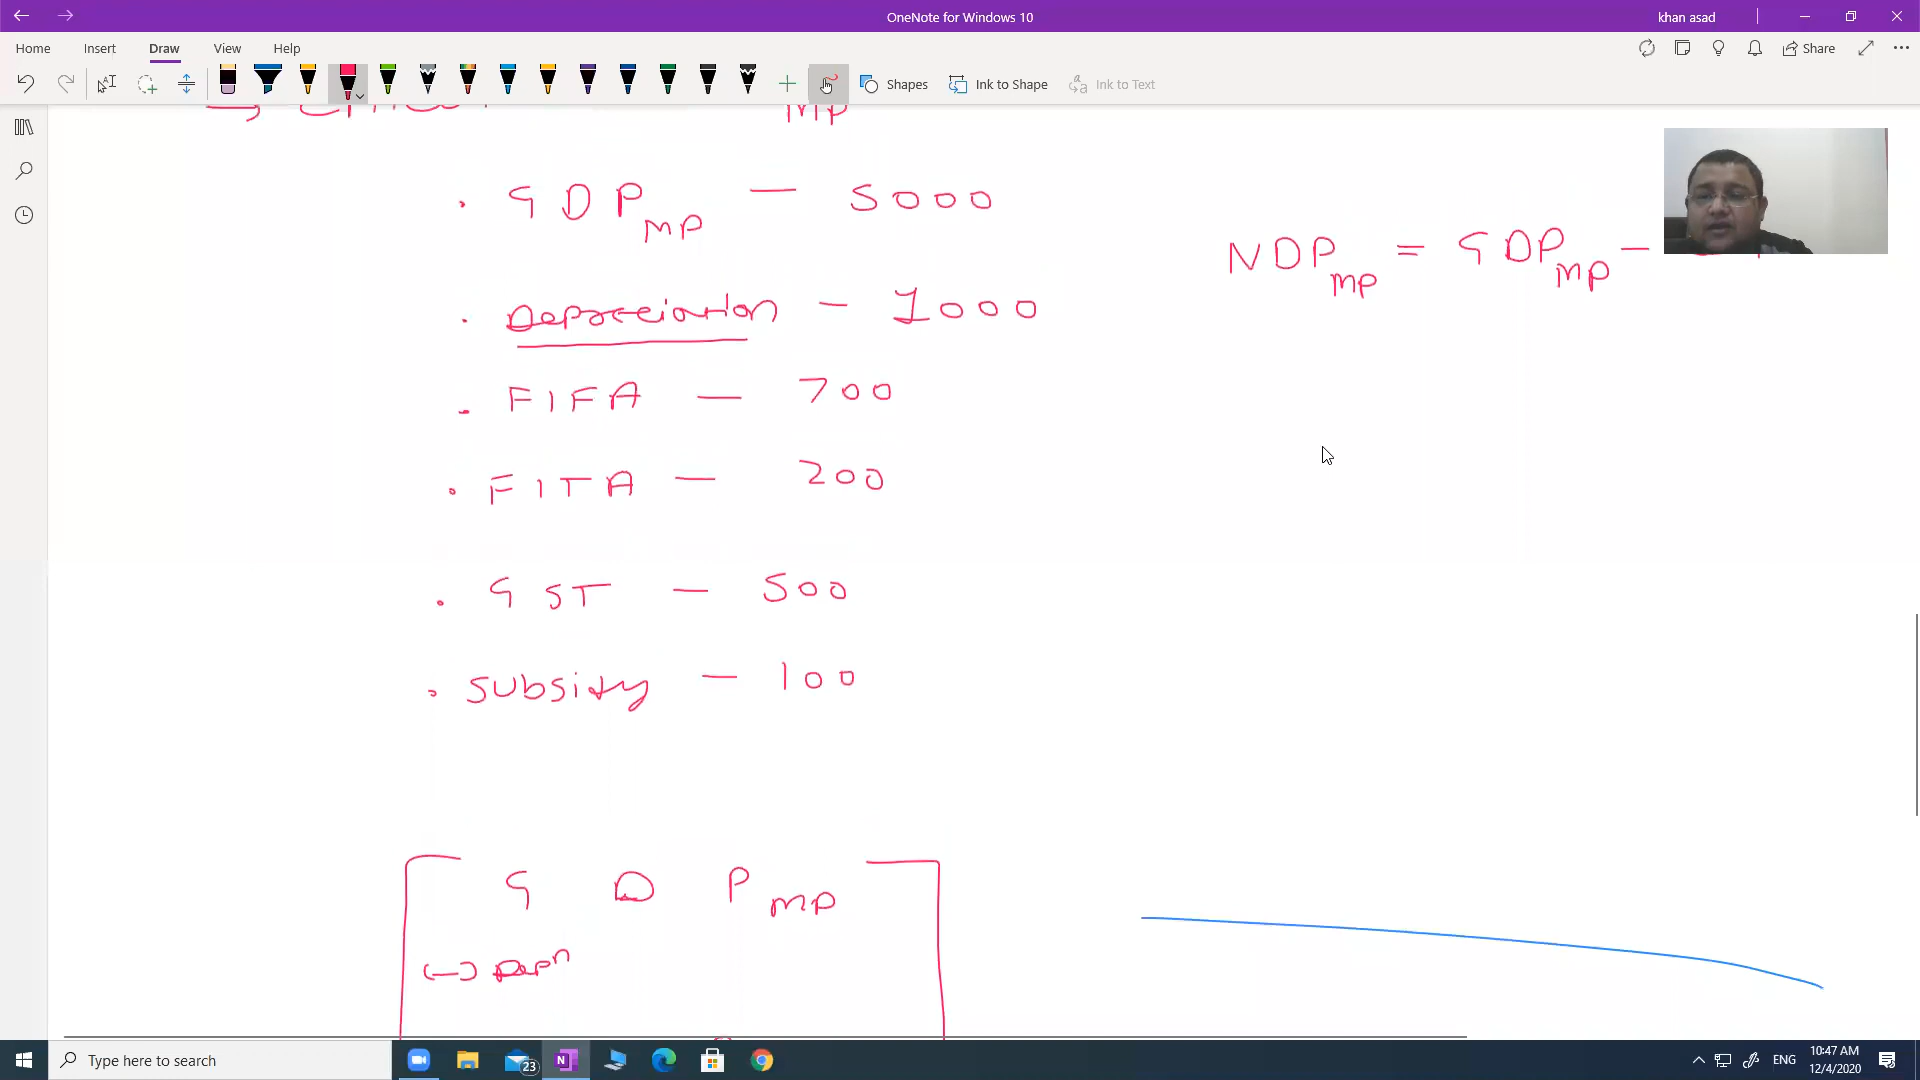 OneNote for Windows 10
khan asad
Home Insert Draw View Help
Share
Shapes Ink to Shape Ink to Text
MP
. GDP MP — 5000
NDP mp = GDP mp —
. Depreciation — 1000
. FIFA — 700
. FITA — 200
. GST — 500
. Subsidy — 100
G D P MP
(-) Depn
Type here to search
23
ENG
10:47 AM
12/4/2020